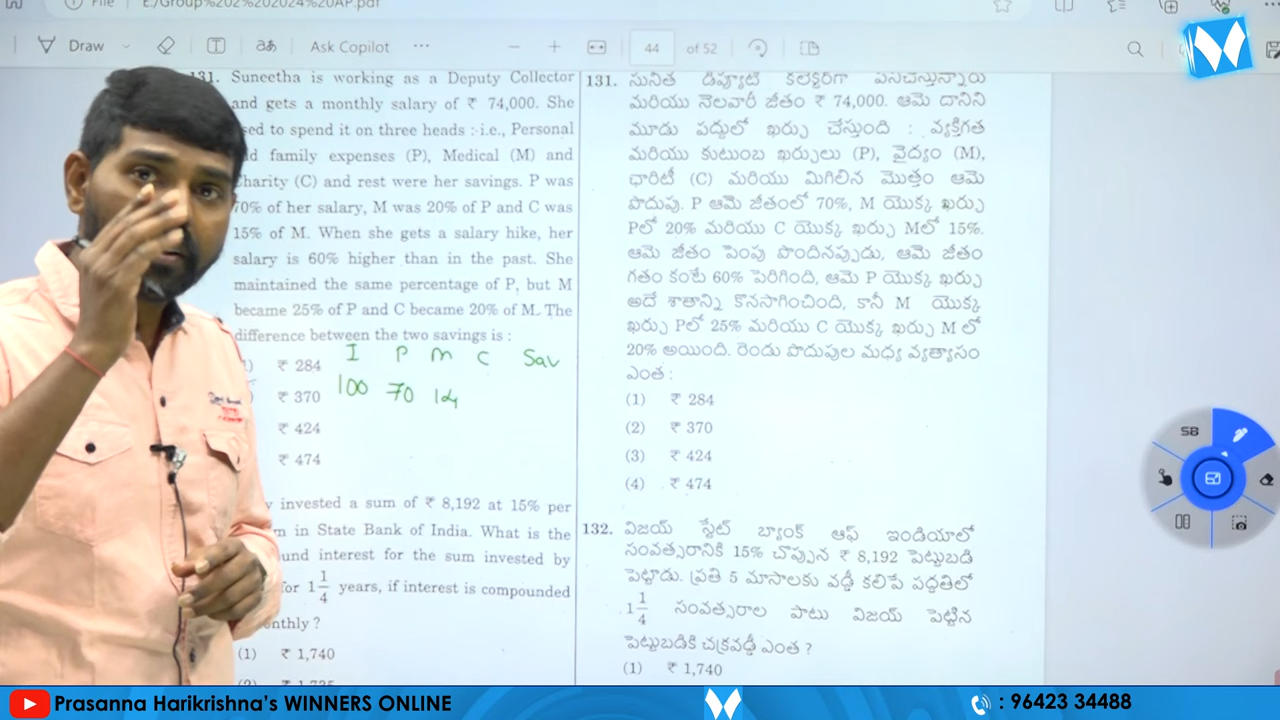 File
E:/Group%202%202024%20AP.pdf
Draw
Ask Copilot
44 of 52
131. Suneetha is working as a Deputy Collector
and gets a monthly salary of ₹ 74,000. She
sed to spend it on three heads :-i.e., Personal
family expenses (P), Medical (M) and
harity (C) and rest were her savings. P was
70% of her salary, M was 20% of P and C was
15% of M. When she gets a salary hike, her
salary is 60% higher than in the past. She
maintained the same percentage of P, but M
became 25% of P and C became 20% of M. The
difference between the two savings is :
₹ 284
₹ 370
₹ 424
₹ 474
I P M C Sav
100 70 14
invested a sum of ₹ 8,192 at 15% per
m in State Bank of India. What is the
und interest for the sum invested by
for 1 1/4 years, if interest is compounded
onthly ?
(1) ₹ 1,740
131. సునీత డిప్యూటీ కలెక్టర్‌గా పనిచేస్తున్నారు
మరియు నెలవారీ జీతం ₹ 74,000. ఆమె దానిని
మూడు పద్దులో ఖర్చు చేస్తుంది : వ్యక్తిగత
మరియు కుటుంబ ఖర్చులు (P), వైద్యం (M),
ఛారిటీ (C) మరియు మిగిలిన మొత్తం ఆమె
పొదుపు. P ఆమె జీతంలో 70%, M యొక్క ఖర్చు
Pలో 20% మరియు C యొక్క ఖర్చు Mలో 15%.
ఆమె జీతం పెంపు పొందినప్పుడు, ఆమె జీతం
గతం కంటే 60% పెరిగింది, ఆమె P యొక్క ఖర్చు
అదే శాతాన్ని కొనసాగించింది, కానీ M యొక్క
ఖర్చు Pలో 25% మరియు C యొక్క ఖర్చు M లో
20% అయింది. రెండు పొదుపుల మధ్య వ్యత్యాసం
ఎంత :
(1) ₹ 284
(2) ₹ 370
(3) ₹ 424
(4) ₹ 474
132. విజయ్ స్టేట్ బ్యాంక్ ఆఫ్ ఇండియాలో
సంవత్సరానికి 15% చొప్పున ₹ 8,192 పెట్టుబడి
పెట్టాడు. ప్రతి 5 మాసాలకు వడ్డీ కలిపే పద్ధతిలో
1 1/4 సంవత్సరాల పాటు విజయ్ పెట్టిన
పెట్టుబడికి చక్రవడ్డీ ఎంత ?
(1) ₹ 1,740
SB
Prasanna Harikrishna's WINNERS ONLINE
: 96423 34488